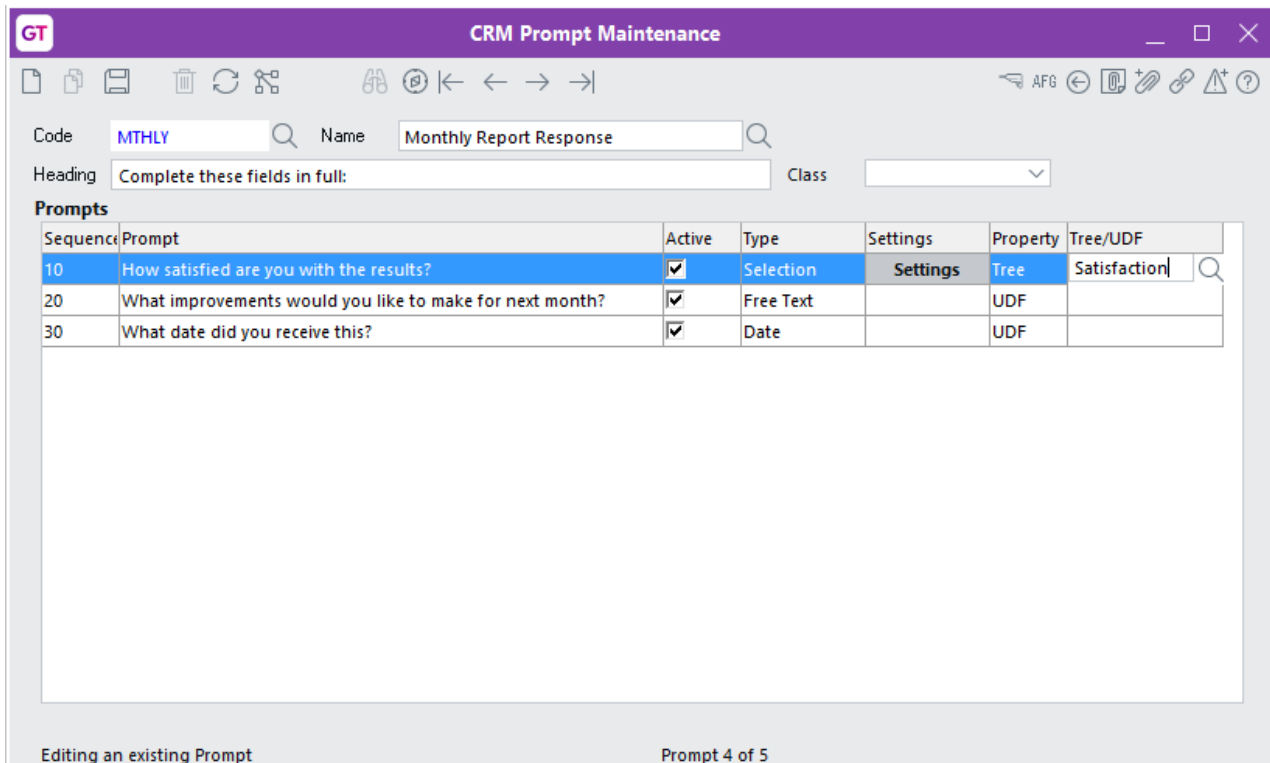 GT CRM Prompt Maintenance
AFG
Code MTHLY Name Monthly Report Response
Heading Complete these fields in full: Class
Prompts
Sequence Prompt Active Type Settings Property Tree/UDF
10 How satisfied are you with the results? Selection Settings Tree Satisfaction
20 What improvements would you like to make for next month? Free Text UDF
30 What date did you receive this? Date UDF
Editing an existing Prompt Prompt 4 of 5